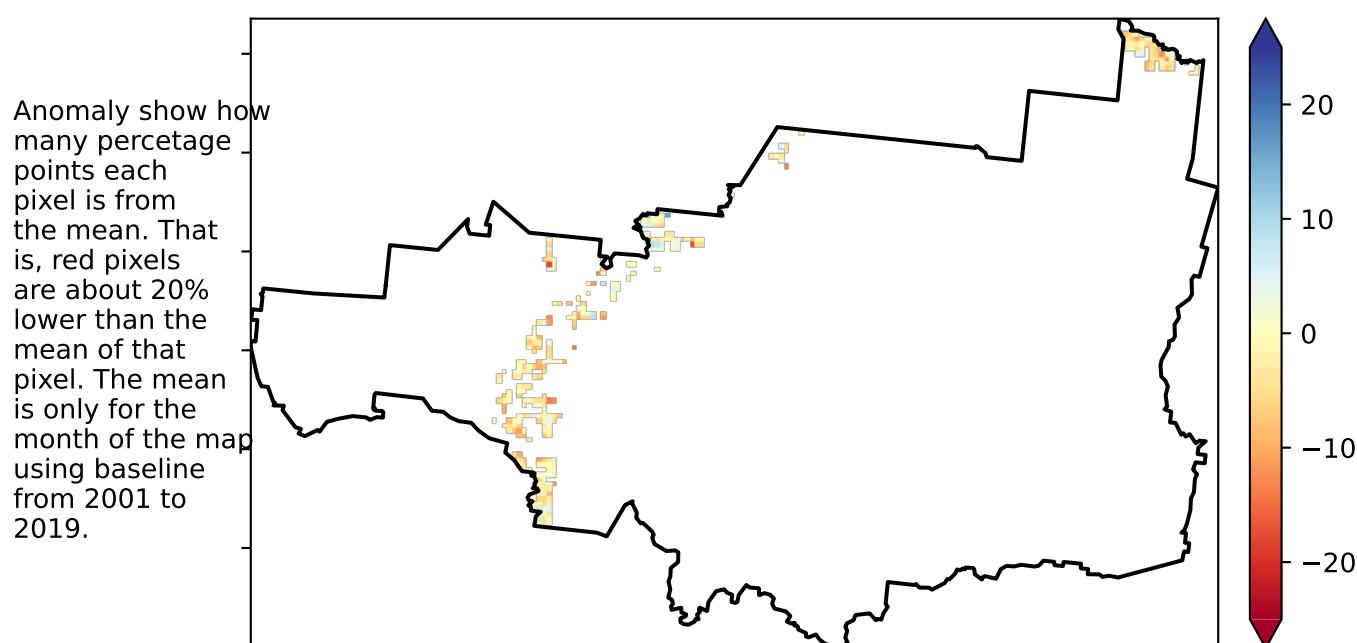 Anomaly show how
many percetage
points each
pixel is from
the mean. That
is, red pixels
are about 20%
lower than the
mean of that
pixel. The mean
is only for the
month of the map
using baseline
from 2001 to
2019.
20
10
0
−10
−20